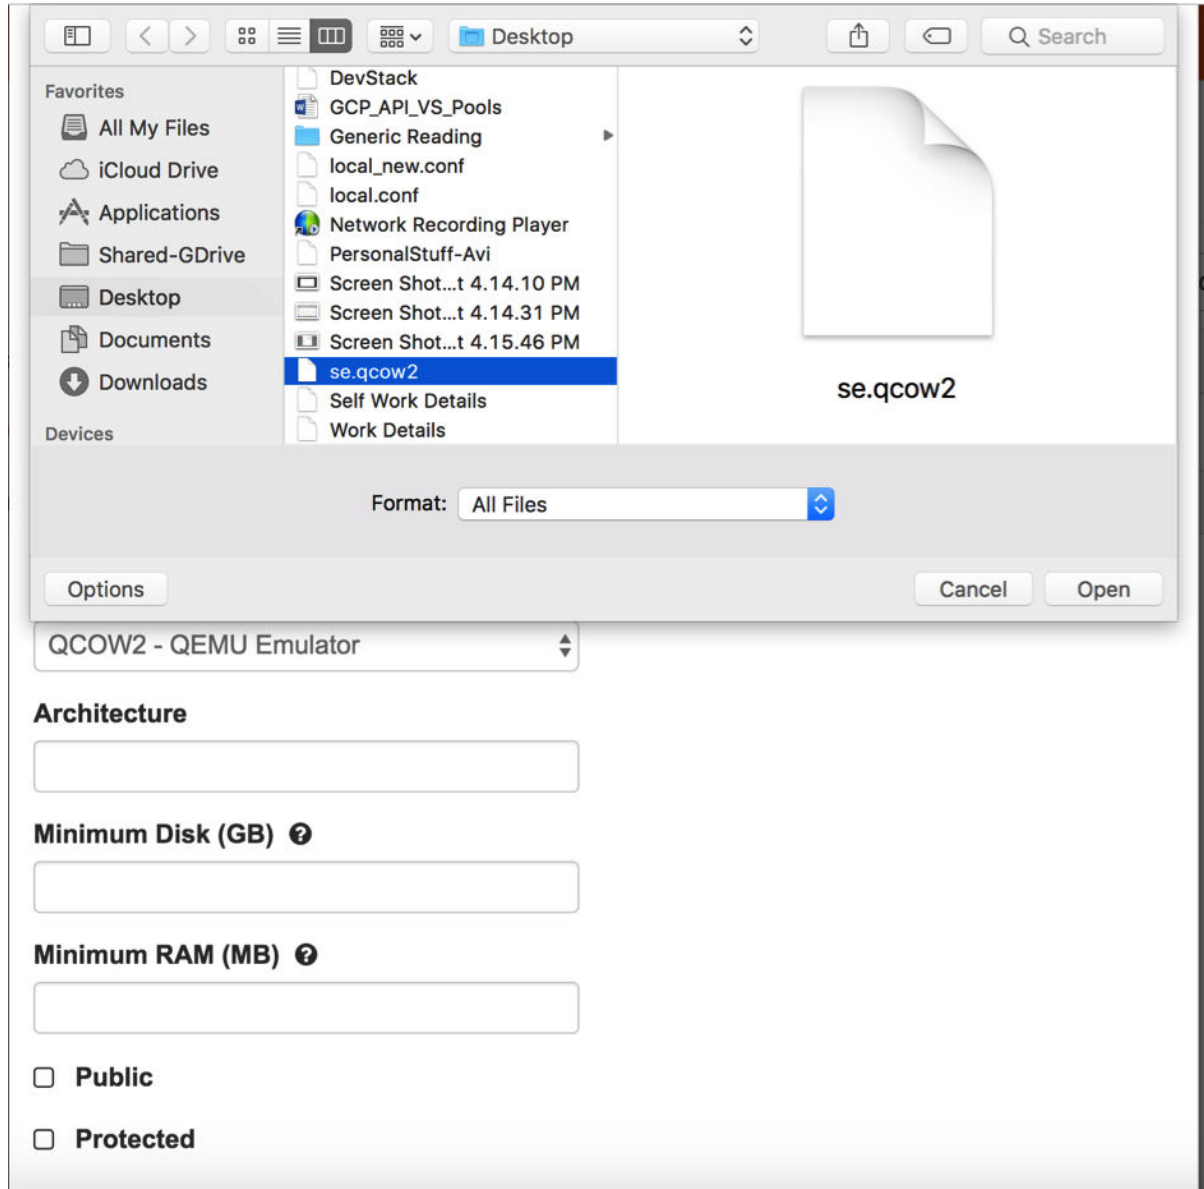 Desktop
Search
Favorites
All My Files
iCloud Drive
Applications
Shared-GDrive
Desktop
Documents
Downloads
Devices
DevStack
GCP_API_VS_Pools
Generic Reading
local_new.conf
local.conf
Network Recording Player
PersonalStuff-Avi
Screen Shot...t 4.14.10 PM
Screen Shot...t 4.14.31 PM
Screen Shot...t 4.15.46 PM
se.qcow2
Self Work Details
Work Details
se.qcow2
Format: All Files
Options Cancel Open
QCOW2 - QEMU Emulator
Architecture
Minimum Disk (GB) ?
Minimum RAM (MB) ?
Public
Protected